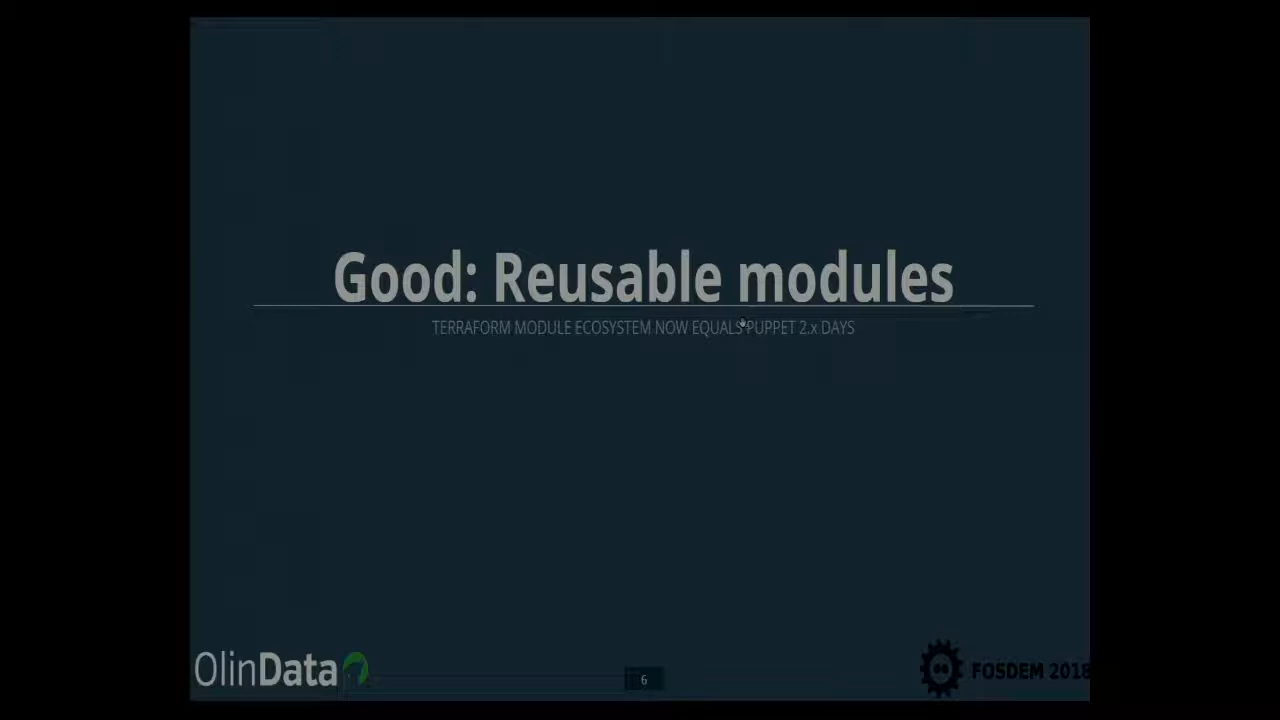 Good: Reusable modules
TERRAFORM MODULE ECOSYSTEM NOW EQUALS PUPPET 2.x DAYS
OlinData
6
FOSDEM 2018